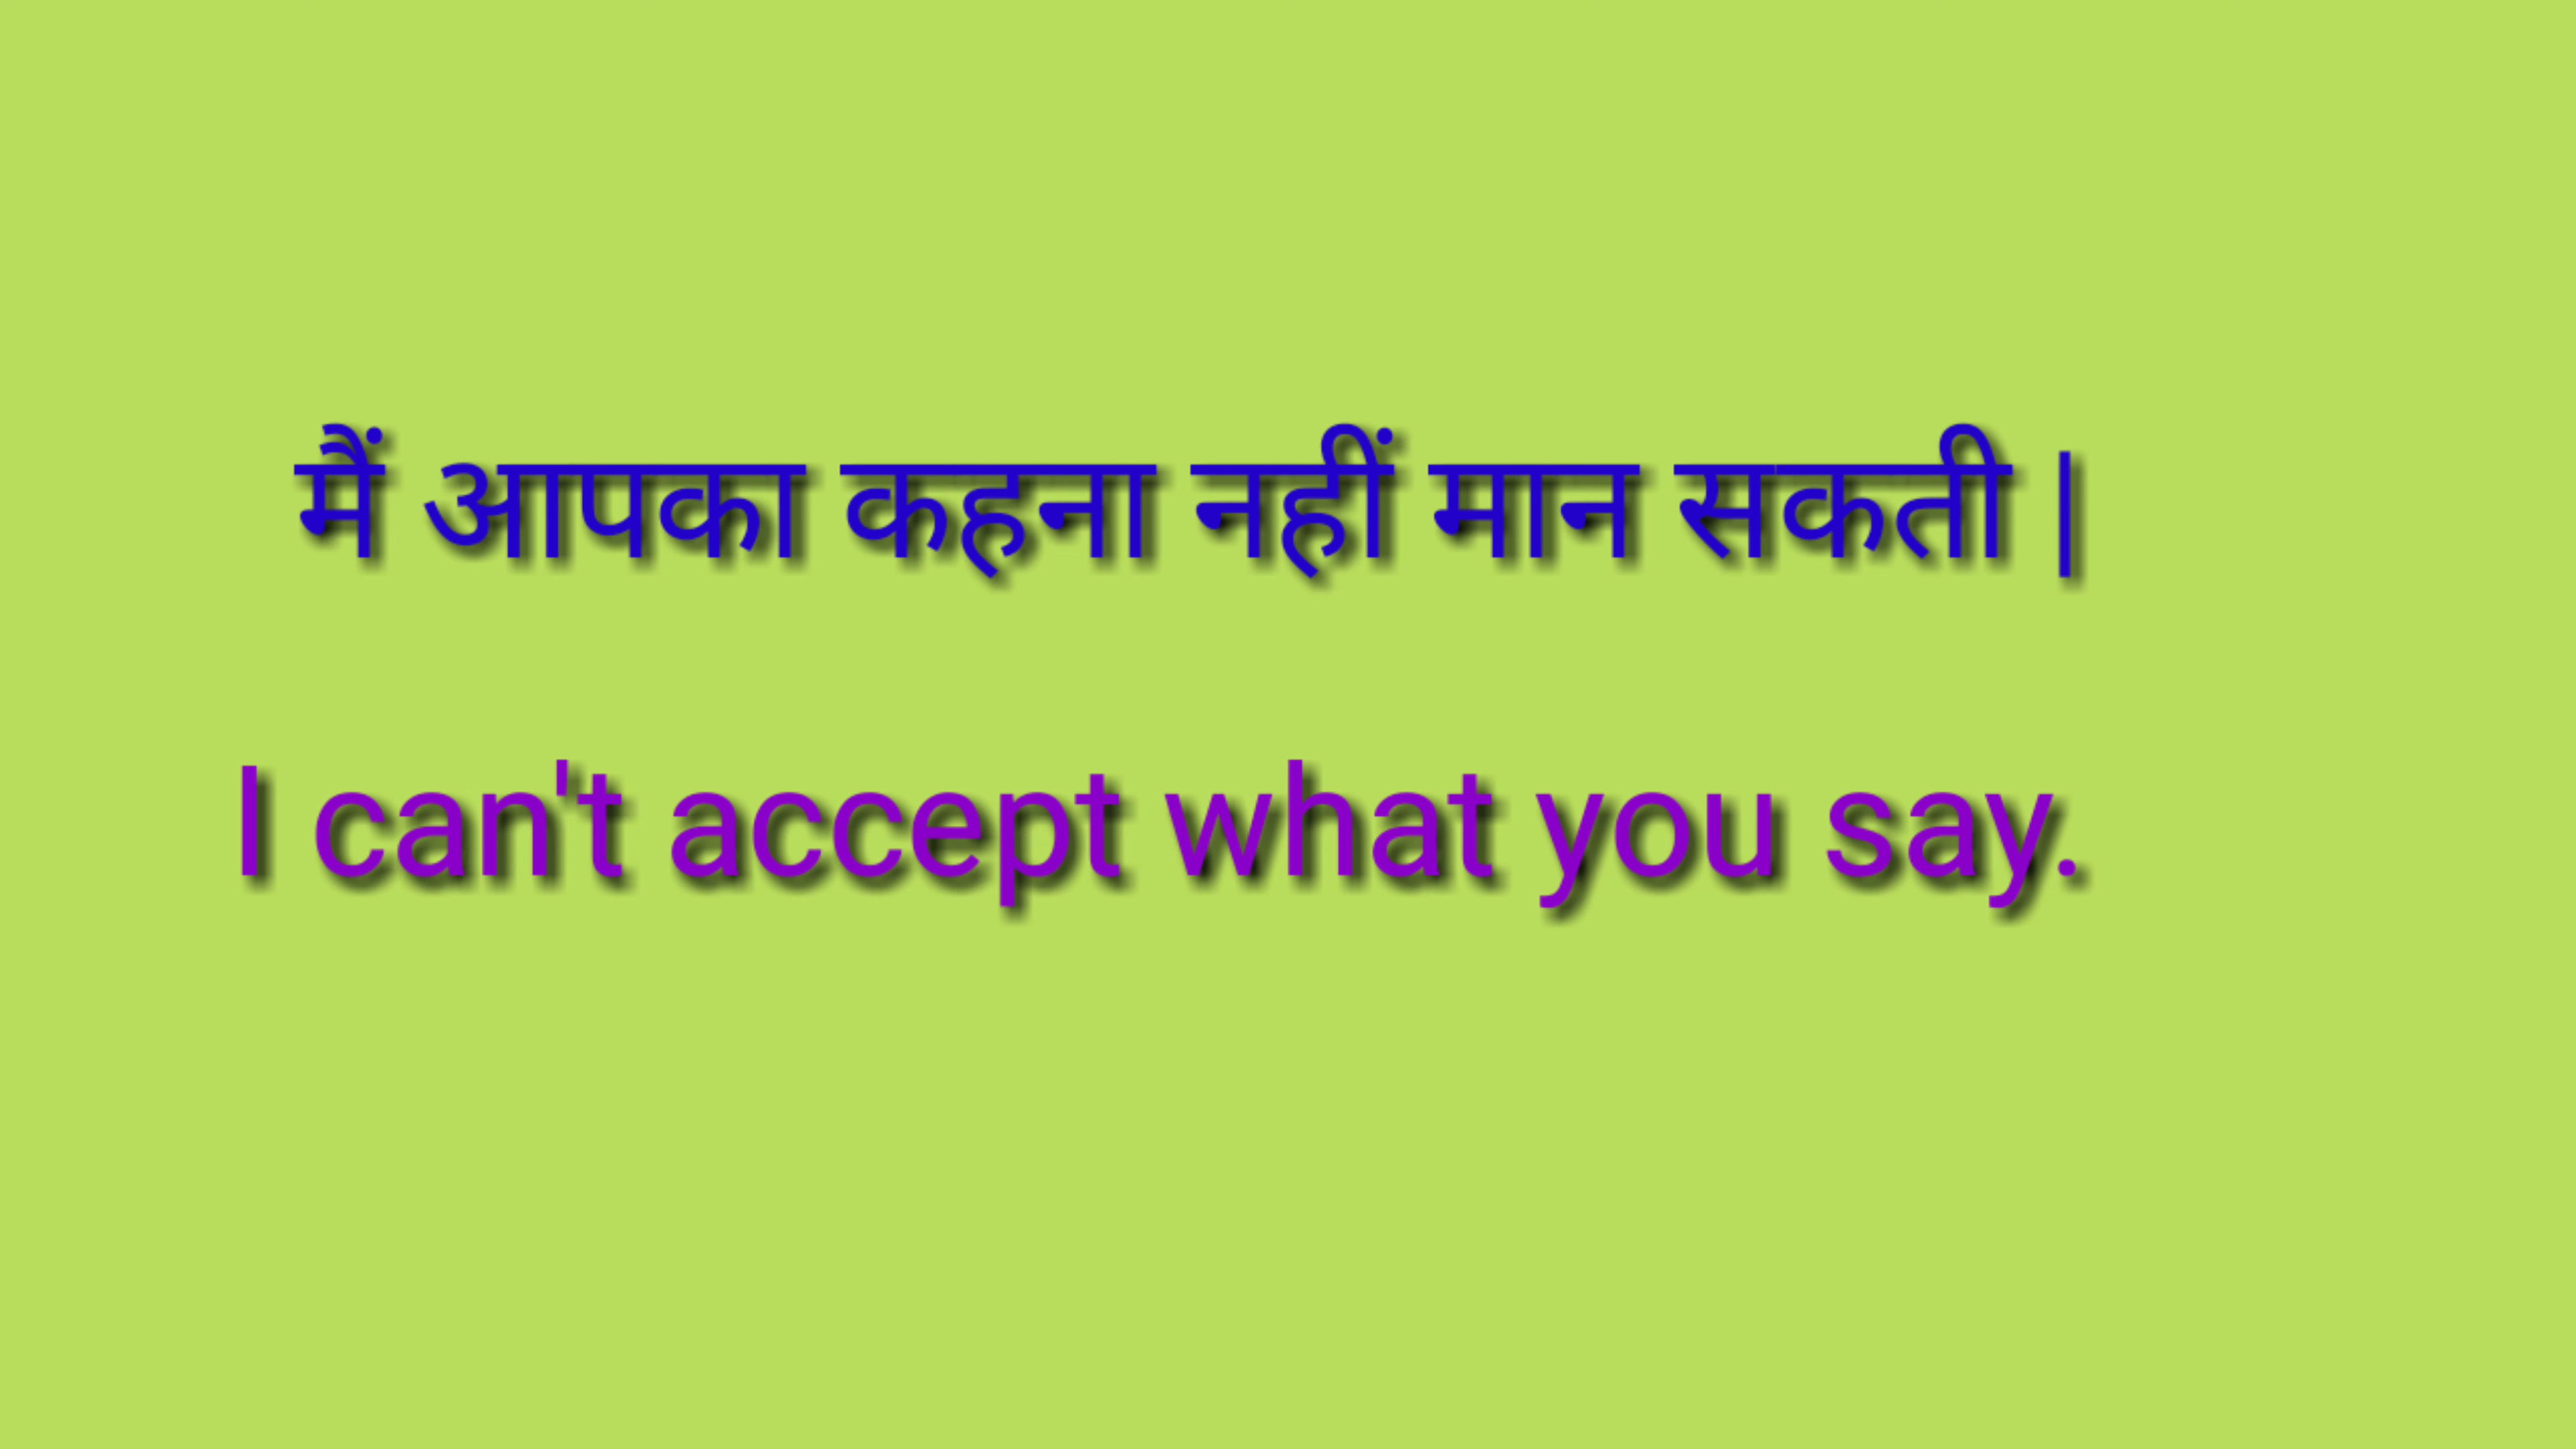 मैं आपका कहना नहीं मान सकती |
I can't accept what you say.